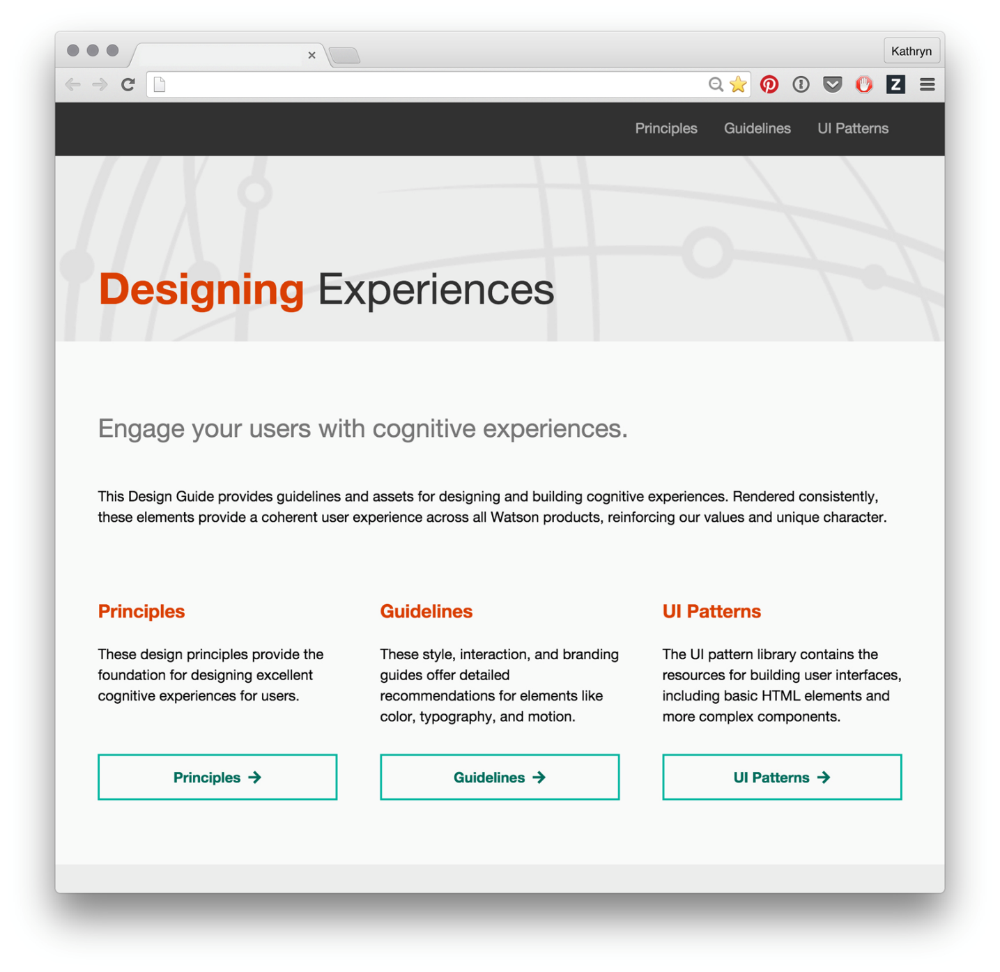 Kathryn
Z
Principles Guidelines UI Patterns
Designing Experiences
Engage your users with cognitive experiences.
This Design Guide provides guidelines and assets for designing and building cognitive experiences. Rendered consistently,
these elements provide a coherent user experience across all Watson products, reinforcing our values and unique character.
Principles
These design principles provide the
foundation for designing excellent
cognitive experiences for users.
Principles →
Guidelines
These style, interaction, and branding
guides offer detailed
recommendations for elements like
color, typography, and motion.
Guidelines →
UI Patterns
The UI pattern library contains the
resources for building user interfaces,
including basic HTML elements and
more complex components.
UI Patterns →